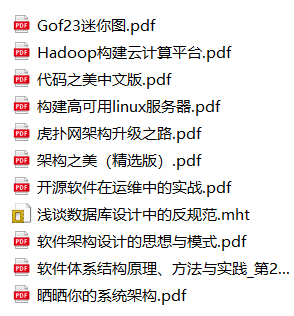 Gof23迷你图.pdf
Hadoop构建云计算平台.pdf
代码之美中文版.pdf
构建高可用linux服务器.pdf
虎扑网架构升级之路.pdf
架构之美（精选版）.pdf
开源软件在运维中的实战.pdf
浅谈数据库设计中的反规范.mht
软件架构设计的思想与模式.pdf
软件体系结构原理、方法与实践_第2...
晒晒你的系统架构.pdf